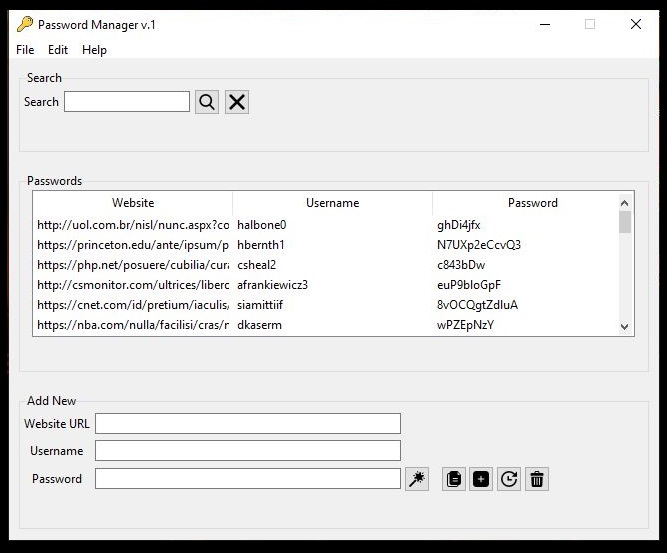 Password Manager v.1
File Edit Help
Search
Search
Passwords
Website Username Password
http://uol.com.br/nisl/nunc.aspx?co halbone0 ghDi4jfx
https://princeton.edu/ante/ipsum/p hbernth1 N7UXp2eCcvQ3
https://php.net/posuere/cubilia/cura csheal2 c843bDw
http://csmonitor.com/ultrices/liberc afrankiewicz3 euP9bIoGpF
https://cnet.com/id/pretium/iaculis, siamittiif 8vOCQgtZdIuA
https://nba.com/nulla/facilisi/cras/r dkaserm wPZEpNzY
Add New
Website URL
Username
Password